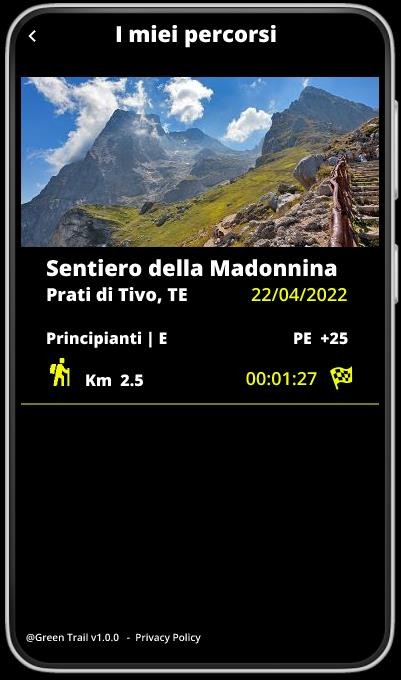 I miei percorsi
Sentiero della Madonnina
Prati di Tivo, TE 22/04/2022
Principianti | E PE +25
Km 2.5 00:01:27
@Green Trail v1.0.0 - Privacy Policy